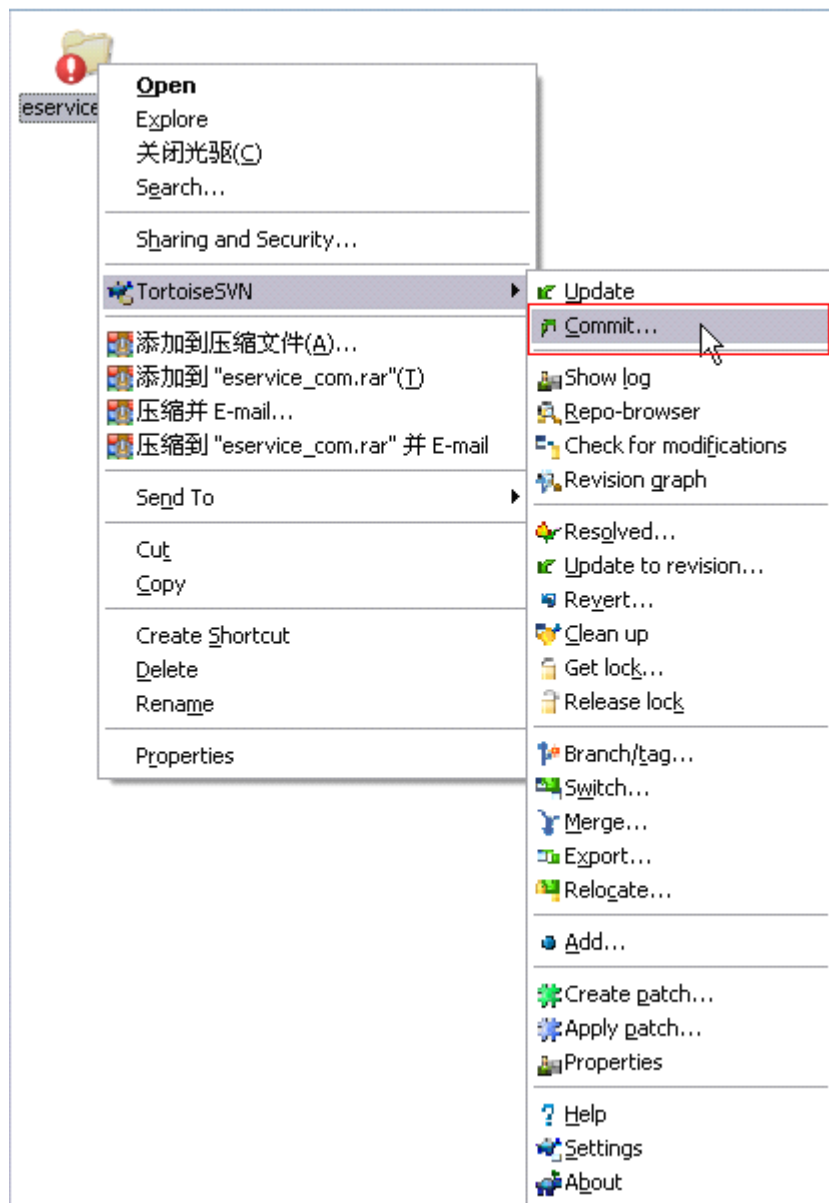 eservice
Open
Explore
关闭光驱(C)
Search...
Sharing and Security...
TortoiseSVN
添加到压缩文件(A)...
添加到 "eservice_com.rar"(T)
压缩并 E-mail...
压缩到 "eservice_com.rar" 并 E-mail
Send To
Cut
Copy
Create Shortcut
Delete
Rename
Properties
Update
Commit...
Show log
Repo-browser
Check for modifications
Revision graph
Resolved...
Update to revision...
Revert...
Clean up
Get lock...
Release lock
Branch/tag...
Switch...
Merge...
Export...
Relocate...
Add...
Create patch...
Apply patch...
Properties
Help
Settings
About